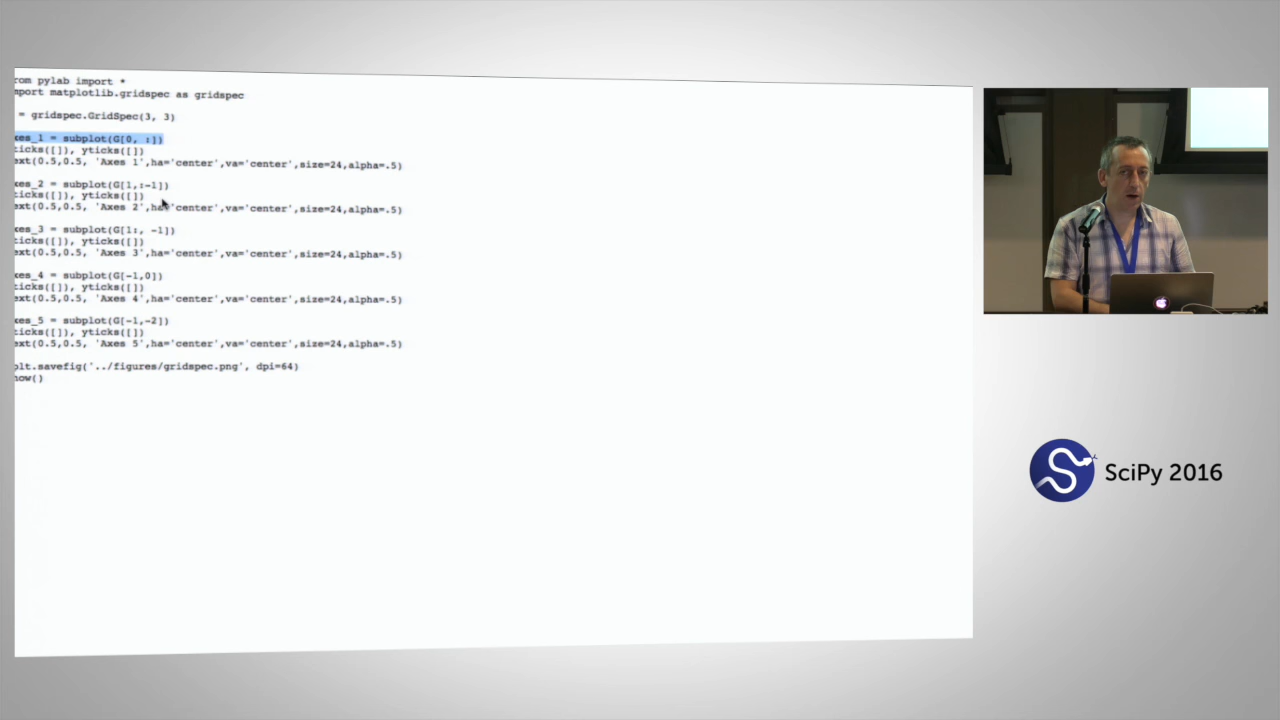 rom pylab import *
mport matplotlib.gridspec as gridspec
= gridspec.GridSpec(3, 3)
xes_1 = subplot(G[0, :])
ticks([]), yticks([])
ext(0.5,0.5, 'Axes 1',ha='center',va='center',size=24,alpha=.5)
xes_2 = subplot(G[1,:-1])
ticks([]), yticks([])
ext(0.5,0.5, 'Axes 2',ha='center',va='center',size=24,alpha=.5)
xes_3 = subplot(G[1:, -1])
ticks([]), yticks([])
ext(0.5,0.5, 'Axes 3',ha='center',va='center',size=24,alpha=.5)
xes_4 = subplot(G[-1,0])
ticks([]), yticks([])
ext(0.5,0.5, 'Axes 4',ha='center',va='center',size=24,alpha=.5)
xes_5 = subplot(G[-1,-2])
ticks([]), yticks([])
ext(0.5,0.5, 'Axes 5',ha='center',va='center',size=24,alpha=.5)
plt.savefig('../figures/gridspec.png', dpi=64)
how()
SciPy 2016